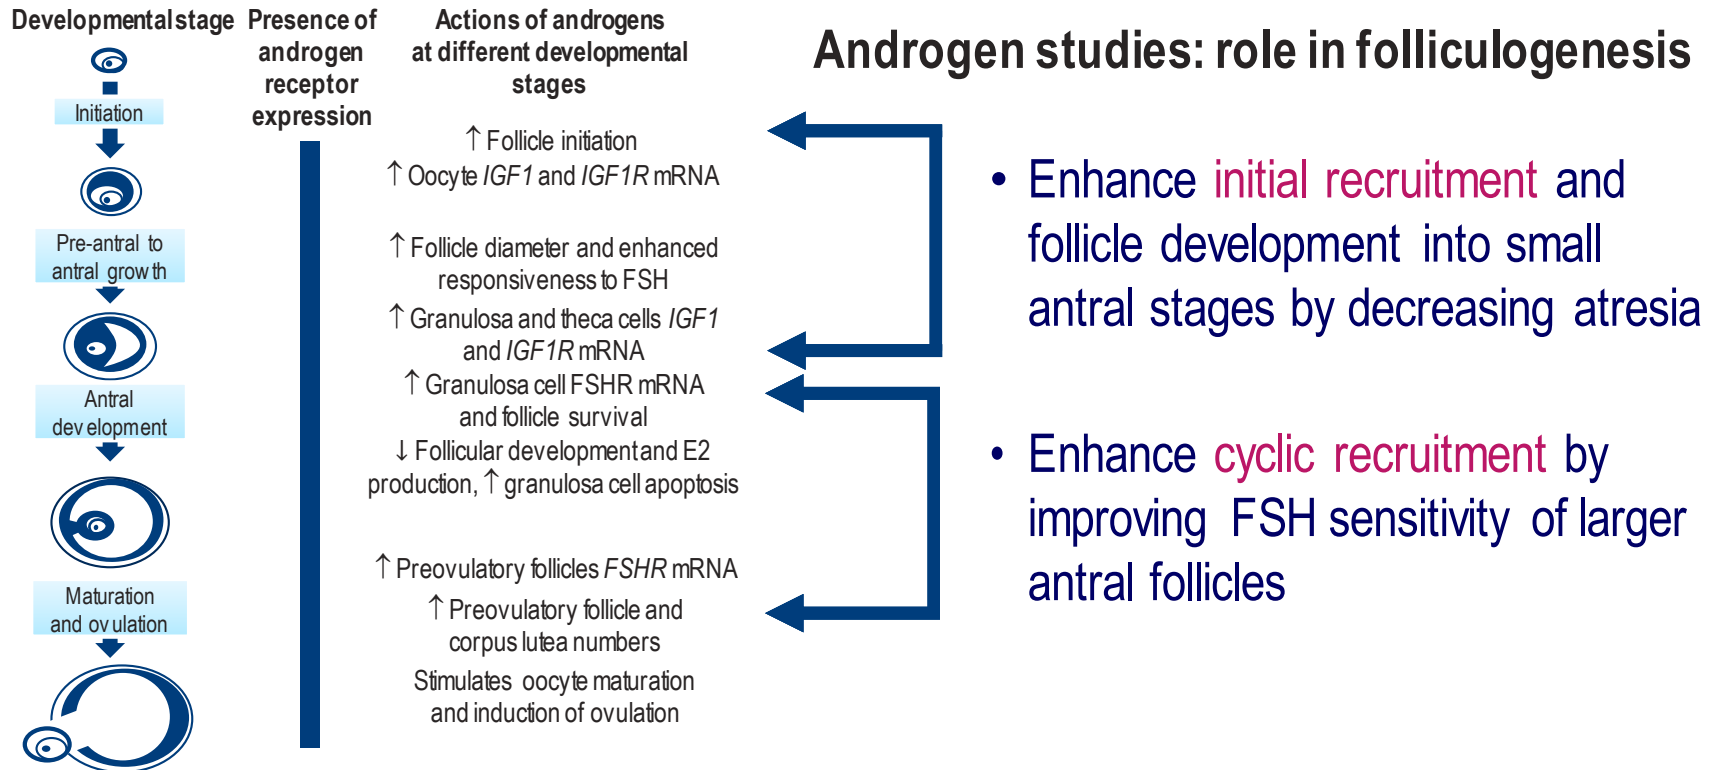 Developmental stage
Presence of
androgen
receptor
expression
Actions of androgens
at different developmental
stages
Androgen studies: role in folliculogenesis
Initiation
Pre-antral to
antral growth
Antral
development
Maturation
and ovulation
↑ Follicle initiation
↑ Oocyte IGF1 and IGF1R mRNA
↑ Follicle diameter and enhanced
responsiveness to FSH
↑ Granulosa and theca cells IGF1
and IGF1R mRNA
↑ Granulosa cell FSHR mRNA
and follicle survival
↓ Follicular development and E2
production, ↑ granulosa cell apoptosis
↑ Preovulatory follicles FSHR mRNA
↑ Preovulatory follicle and
corpus lutea numbers
Stimulates oocyte maturation
and induction of ovulation
• Enhance initial recruitment and
follicle development into small
antral stages by decreasing atresia
• Enhance cyclic recruitment by
improving FSH sensitivity of larger
antral follicles